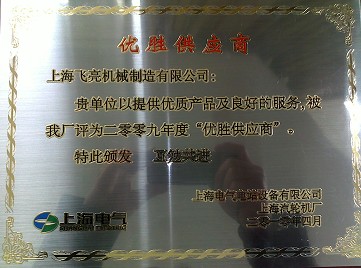 优胜供应商
上海飞亮机械制造有限公司：
贵单位以提供优质产品及良好的服务，被
我厂评为二零零九年度“优胜供应商”。
特此颁发 互勉共进
上海电气电站设备有限公司
上海汽轮机厂
二零一零年四月
上海电气
SHANGHAI ELECTRIC